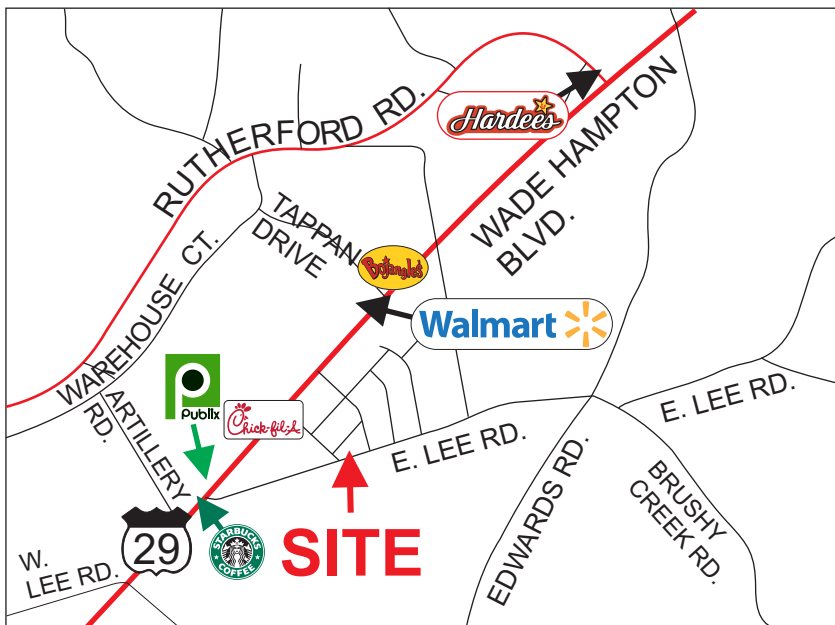 RUTHERFORD RD.
Hardee's
WADE HAMPTON
BLVD.
TAPPAN
DRIVE
Bojangles'
WAREHOUSE CT.
Walmart
Publix
Chick-fil-A
ARTILLERY
RD.
E. LEE RD.
E. LEE RD.
EDWARDS RD.
BRUSHY
CREEK RD.
29
STARBUCKS
COFFEE
SITE
W.
LEE RD.